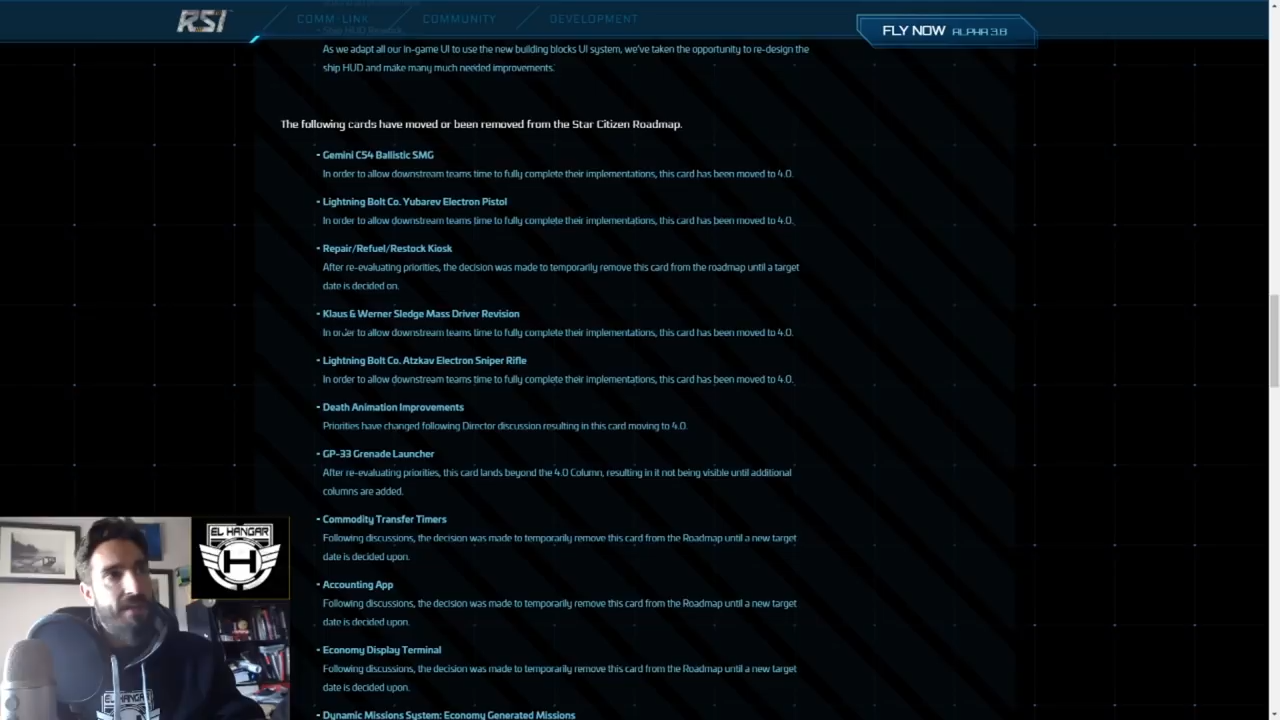 RSI
COMM-LINK
COMMUNITY
DEVELOPMENT
FLY NOW ALPHA 3.8
Ship HUD Rework
As we adapt all our in-game UI to use the new building blocks UI system, we've taken the opportunity to re-design the
ship HUD and make many much needed improvements.
The following cards have moved or been removed from the Star Citizen Roadmap.
- Gemini C54 Ballistic SMG
In order to allow downstream teams time to fully complete their implementations, this card has been moved to 4.0.
- Lightning Bolt Co. Yubarev Electron Pistol
In order to allow downstream teams time to fully complete their implementations, this card has been moved to 4.0.
- Repair/Refuel/Restock Kiosk
After re-evaluating priorities, the decision was made to temporarily remove this card from the roadmap until a target
date is decided on.
- Klaus & Werner Sledge Mass Driver Revision
In order to allow downstream teams time to fully complete their implementations, this card has been moved to 4.0.
- Lightning Bolt Co. Atzkav Electron Sniper Rifle
In order to allow downstream teams time to fully complete their implementations, this card has been moved to 4.0.
- Death Animation Improvements
Priorities have changed following Director discussion resulting in this card moving to 4.0.
- GP-33 Grenade Launcher
After re-evaluating priorities, this card lands beyond the 4.0 Column, resulting in it not being visible until additional
columns are added.
- Commodity Transfer Timers
Following discussions, the decision was made to temporarily remove this card from the Roadmap until a new target
date is decided upon.
- Accounting App
Following discussions, the decision was made to temporarily remove this card from the Roadmap until a new target
date is decided upon.
- Economy Display Terminal
Following discussions, the decision was made to temporarily remove this card from the Roadmap until a new target
date is decided upon.
- Dynamic Missions System: Economy Generated Missions
EL HANGAR
H
EL HANGAR